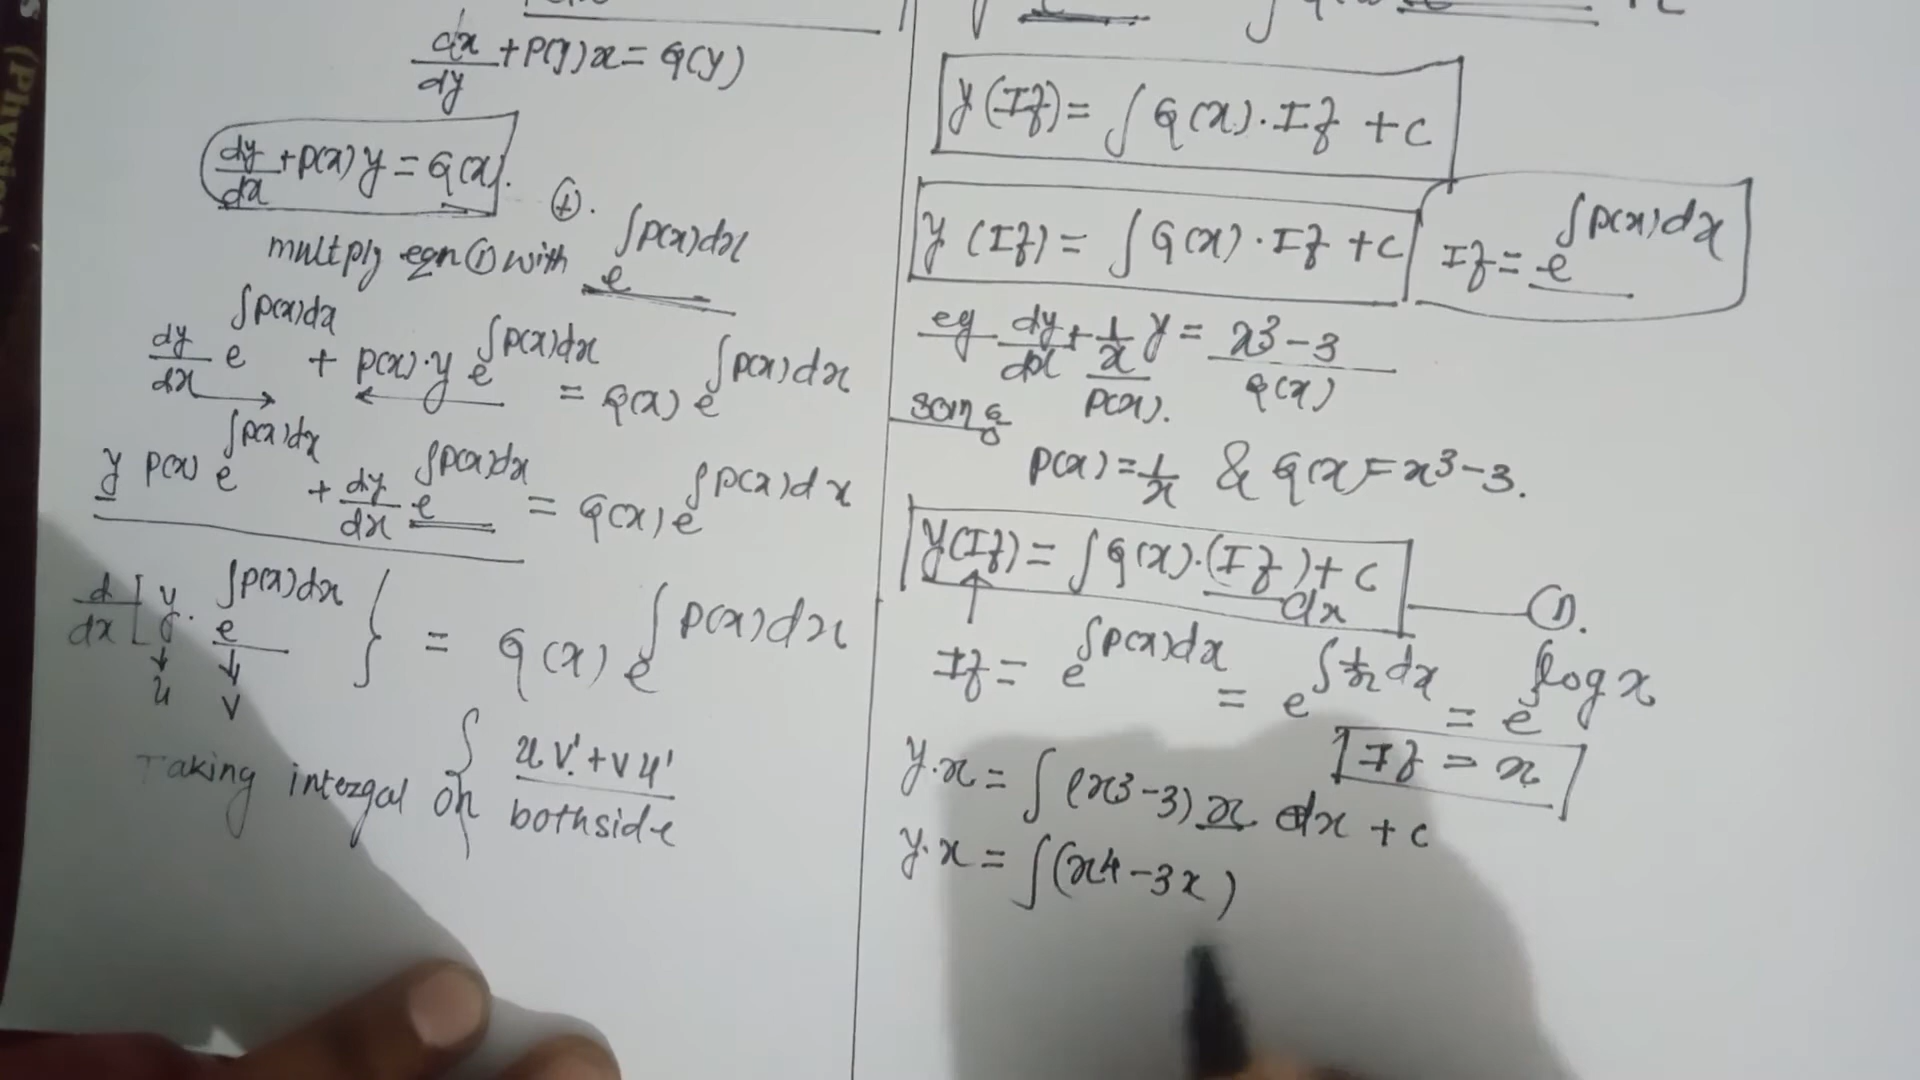 dx/dy + P(y)x = Q(y)
dy/dx + P(x)y = Q(x). ①.
multply eqn ① with e^∫P(x)dx
dy/dx e^∫P(x)dx + P(x)·y e^∫P(x)dx = Q(x) e^∫P(x)dx
y P(x) e^∫P(x)dx + dy/dx e^∫P(x)dx = Q(x) e^∫P(x)dx
d/dx [y. e^∫P(x)dx } = Q(x) e^∫P(x)dx
u v
{ uv' + vu'
Taking intergal on bothside
y(If) = ∫Q(x)·If + c
y (If) = ∫Q(x)·If + c
If = e^∫P(x)dx
eg dy/dx + 1/x y = x3-3
P(x). Q(x)
soln
P(x) = 1/x & Q(x) = x3-3.
y(If) = ∫Q(x)·(If)+c ①.
dx
If = e^∫P(x)dx = e^∫1/x dx = e^log x
If = x
y.x = ∫(x3-3) x dx + c
y.x = ∫(x4-3x)